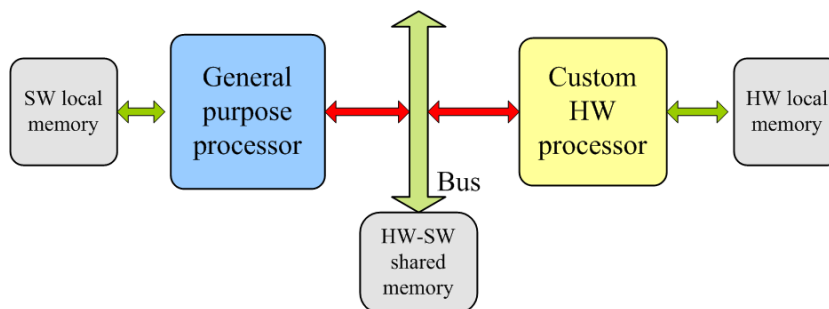 SW local
memory
General
purpose
processor
Custom
HW
processor
HW local
memory
Bus
HW-SW
shared
memory